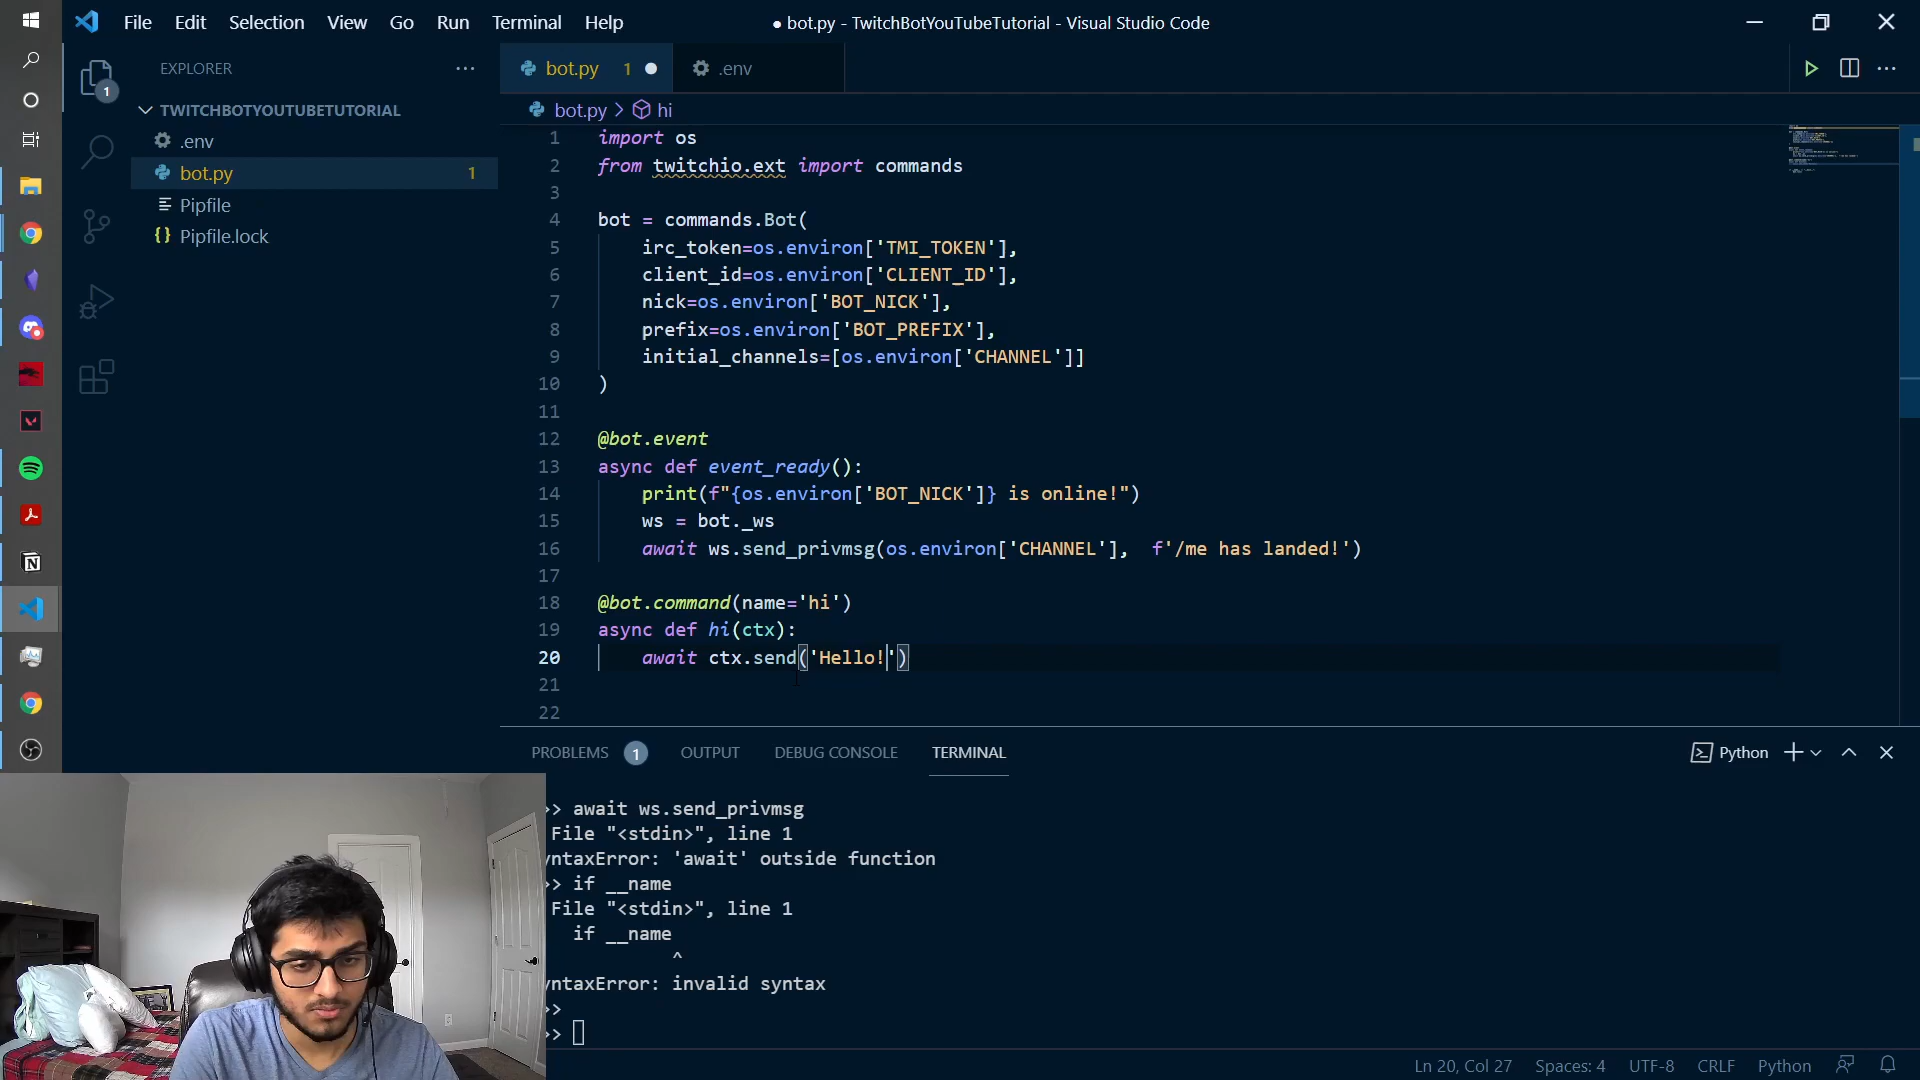 File Edit Selection View Go Run Terminal Help
● bot.py - TwitchBotYouTubeTutorial - Visual Studio Code
EXPLORER
1
TWITCHBOTYOUTUBETUTORIAL
.env
bot.py 1
Pipfile
Pipfile.lock
bot.py 1
.env
bot.py > hi
1 import os
2 from twitchio.ext import commands
3
4 bot = commands.Bot(
5 irc_token=os.environ['TMI_TOKEN'],
6 client_id=os.environ['CLIENT_ID'],
7 nick=os.environ['BOT_NICK'],
8 prefix=os.environ['BOT_PREFIX'],
9 initial_channels=[os.environ['CHANNEL']]
10 )
11
12 @bot.event
13 async def event_ready():
14 print(f"{os.environ['BOT_NICK']} is online!")
15 ws = bot._ws
16 await ws.send_privmsg(os.environ['CHANNEL'], f'/me has landed!')
17
18 @bot.command(name='hi')
19 async def hi(ctx):
20 await ctx.send('Hello!')
21
22
PROBLEMS 1 OUTPUT DEBUG CONSOLE TERMINAL
Python
>> await ws.send_privmsg
File "<stdin>", line 1
yntaxError: 'await' outside function
>> if __name
File "<stdin>", line 1
if __name
^
yntaxError: invalid syntax
>>
>>
Ln 20, Col 27 Spaces: 4 UTF-8 CRLF Python